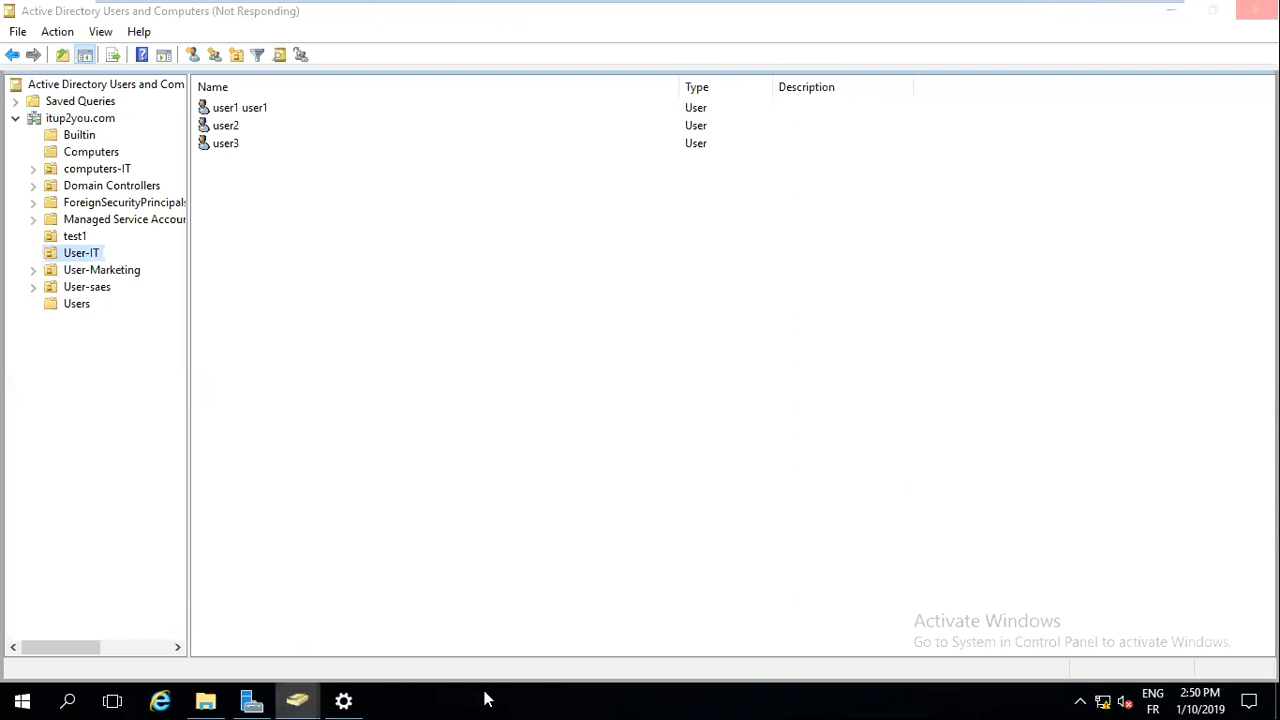 Active Directory Users and Computers (Not Responding)
File Action View Help
Name Type Description
Active Directory Users and Com
Saved Queries
itup2you.com
Builtin
Computers
computers-IT
Domain Controllers
ForeignSecurityPrincipals
Managed Service Accour
test1
User-IT
User-Marketing
User-saes
Users
user1 user1 User
user2 User
user3 User
Activate Windows
Go to System in Control Panel to activate Windows.
ENG
FR
2:50 PM
1/10/2019